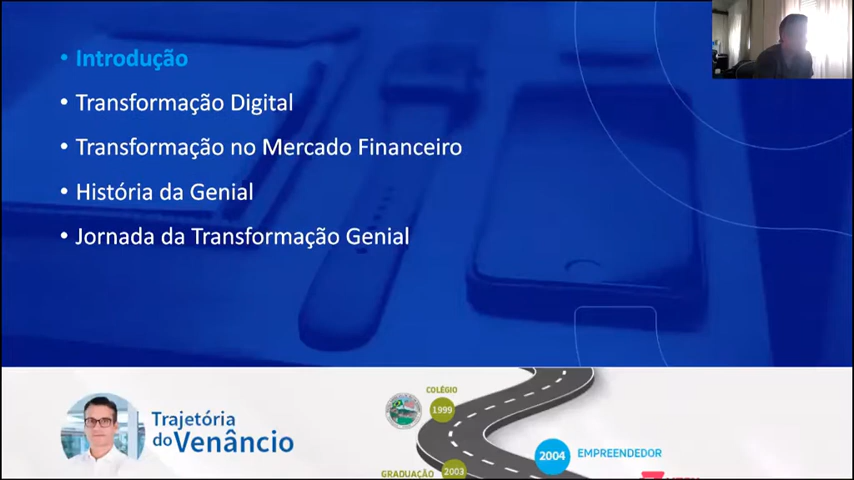 • Introdução
• Transformação Digital
• Transformação no Mercado Financeiro
• História da Genial
• Jornada da Transformação Genial
Trajetória
do Venâncio
COLÉGIO
1999
2004 EMPREENDEDOR
GRADUAÇÃO 2003